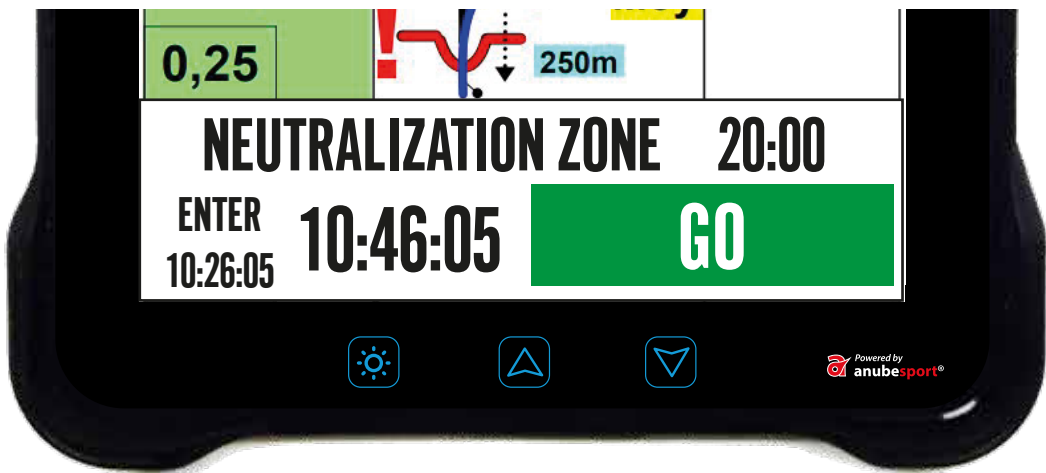 0,25
!
250m
NEUTRALIZATION ZONE 20:00
ENTER
10:26:05
10:46:05
GO
Powered by
anubesport®